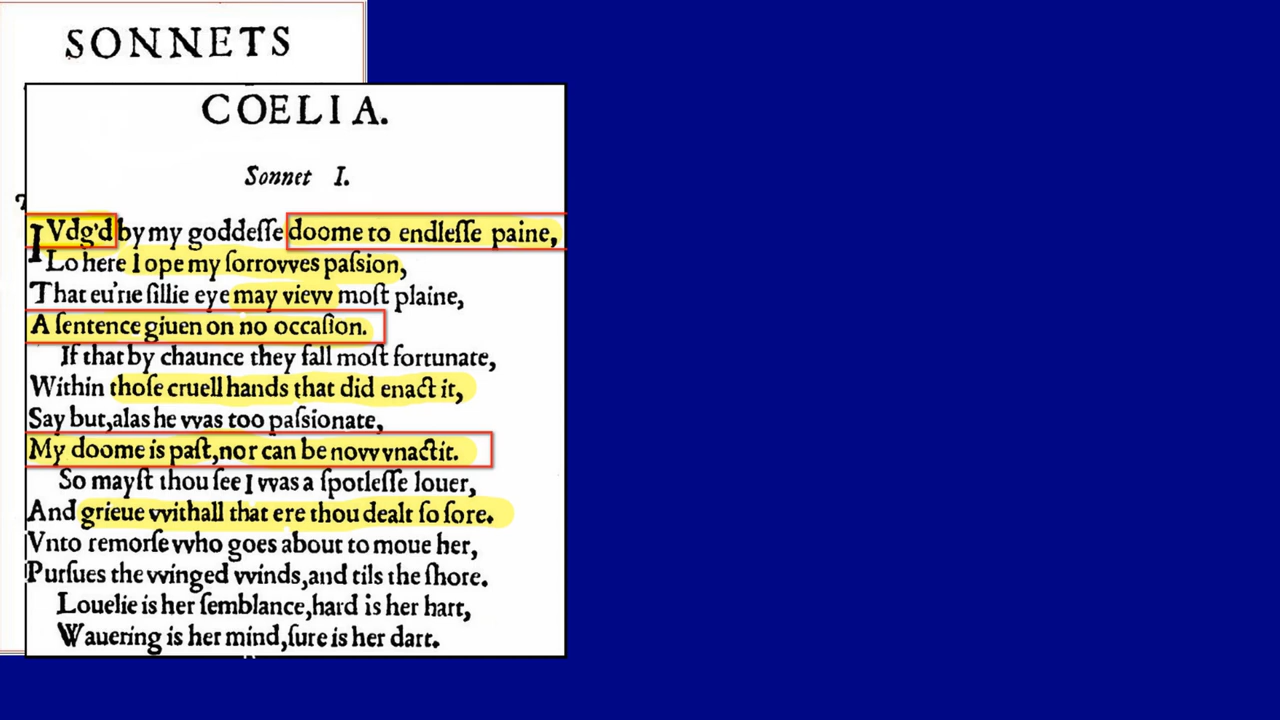 SONNETS
COELIA.
Sonnet I.
IVdg'd by my goddeſſe doome to endleſſe paine,
Lo here I ope my ſorrovves paſsion,
That eu'rie ſillie eye may vievv moſt plaine,
A ſentence giuen on no occaſion.
If that by chaunce they fall moſt fortunate,
Within thoſe cruell hands that did enact it,
Say but,alas he vvas too paſsionate,
My doome is paſt,nor can be novv vnactit.
So mayſt thou ſee I vvas a ſpotleſſe louer,
And grieue vvithall that ere thou dealt ſo ſore.
Vnto remorſe vvho goes about to moue her,
Purſues the vvinged vvinds,and tils the ſhore.
Louelie is her ſemblance,hard is her hart,
Wauering is her mind,ſure is her dart.